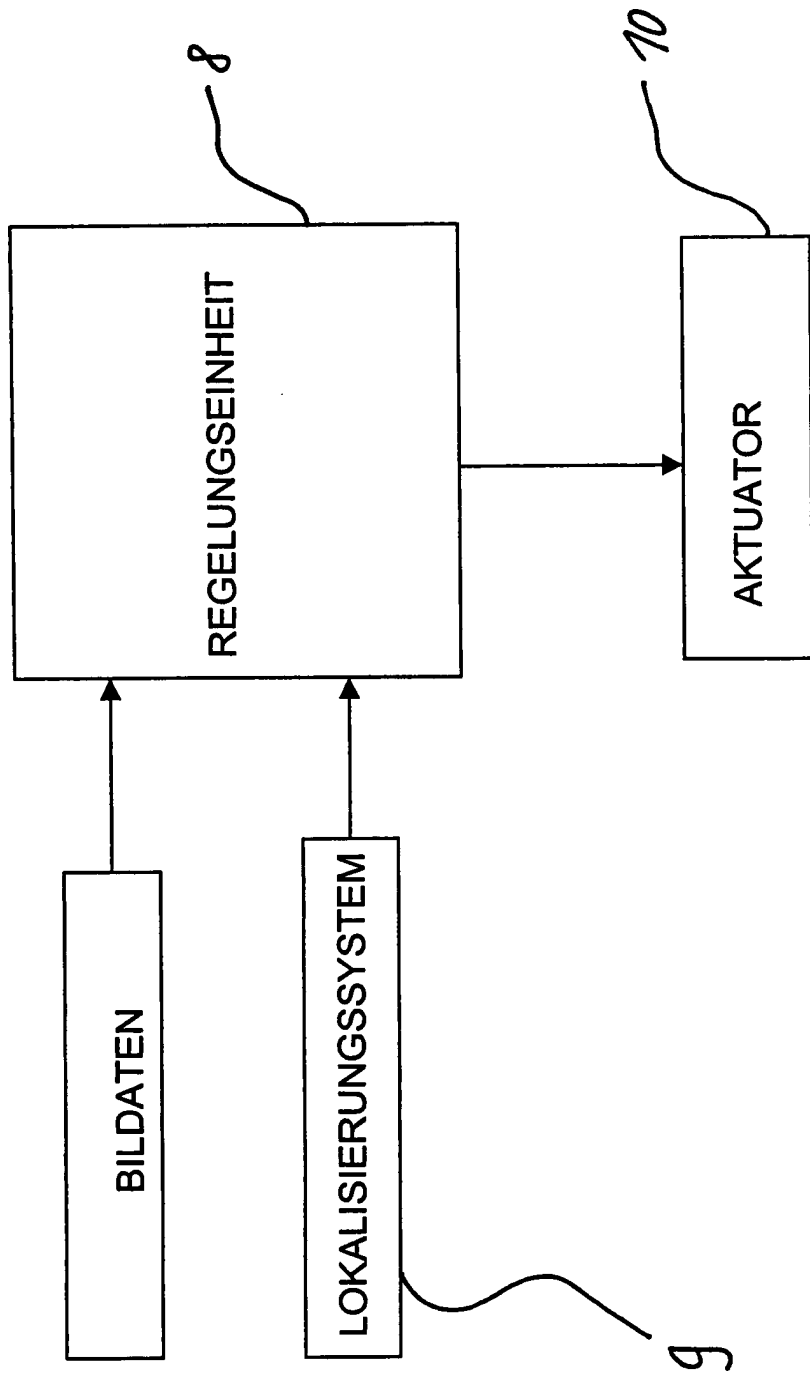 BILDATEN
LOKALISIERUNGSSYSTEM
9
REGELUNGSEINHEIT
8
AKTUATOR
10